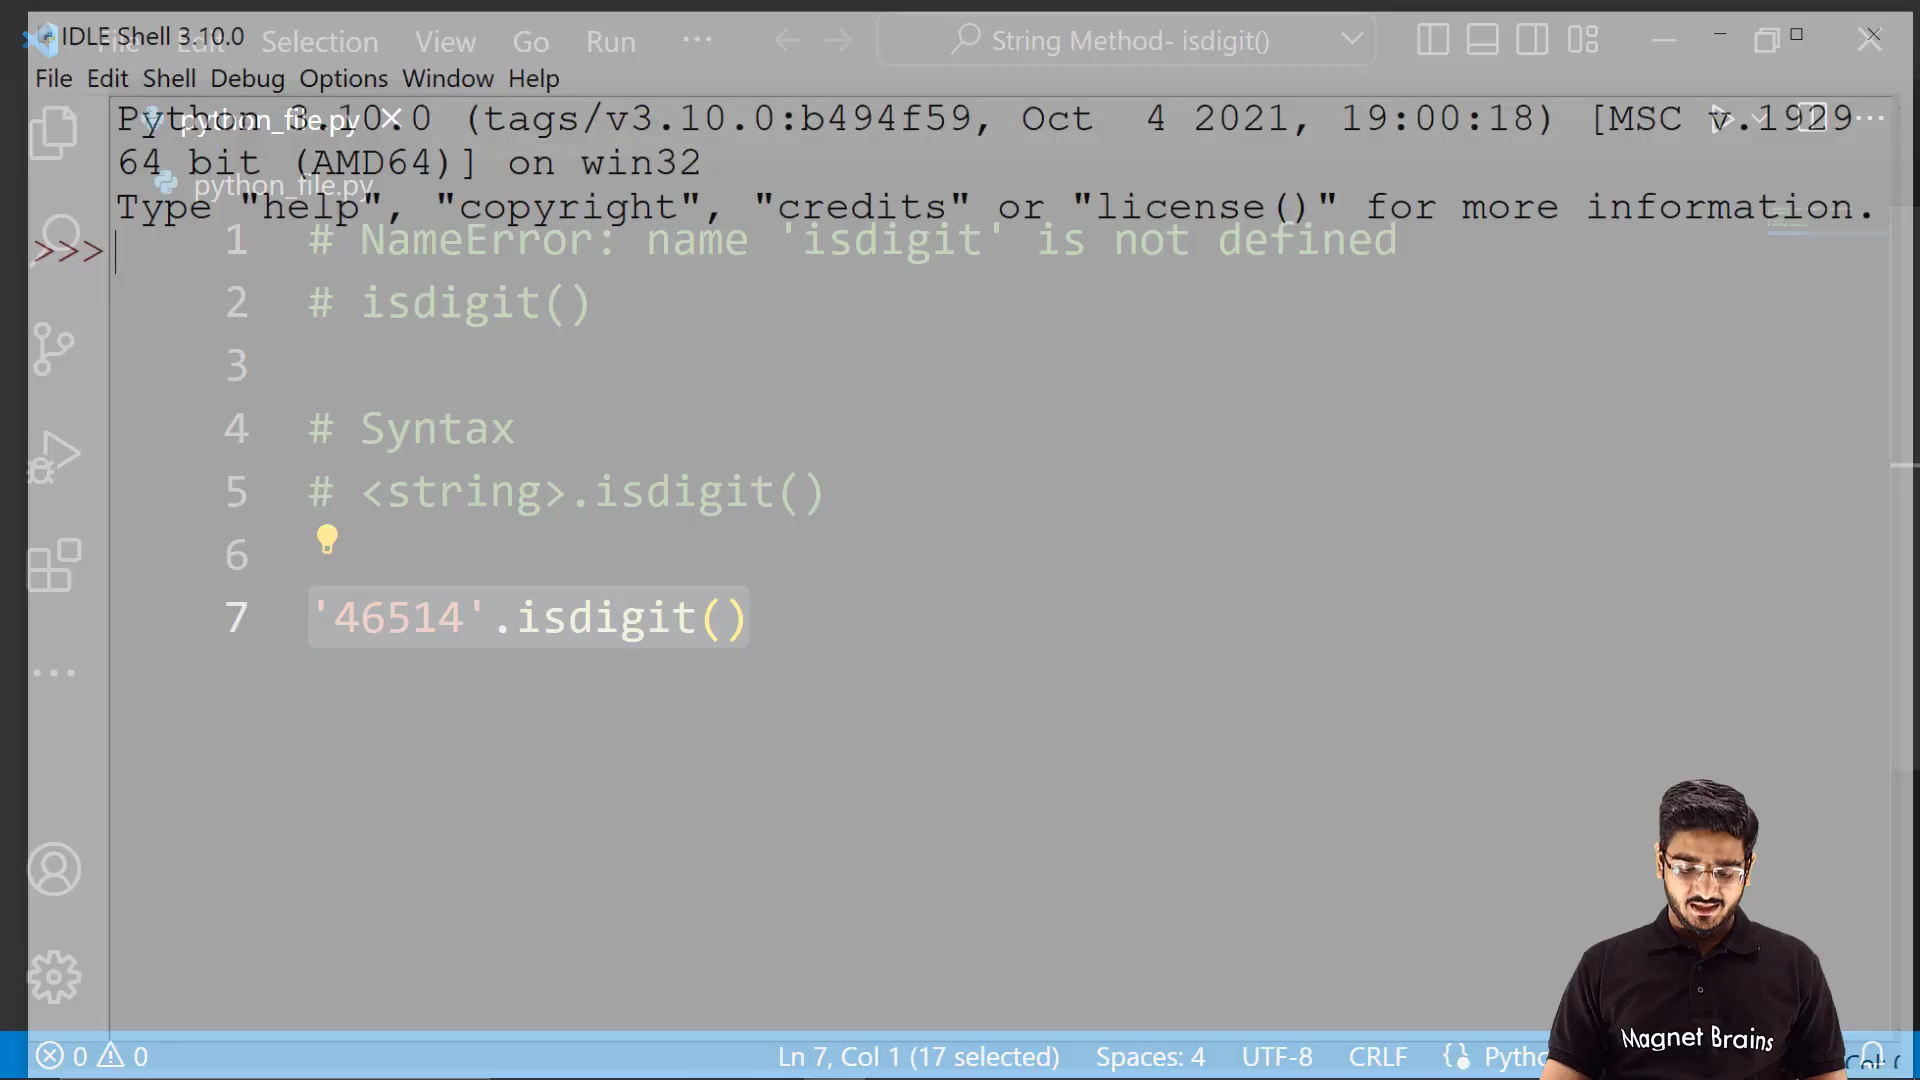 IDLE Shell 3.10.0
File Edit Selection View Go Run ...
String Method- isdigit()
File Edit Shell Debug Options Window Help
python_file.py
Python 3.10.0 (tags/v3.10.0:b494f59, Oct  4 2021, 19:00:18) [MSC v.1929
64 bit (AMD64)] on win32
python_file.py
Type "help", "copyright", "credits" or "license()" for more information.
>>>
1 # NameError: name 'isdigit' is not defined
2 # isdigit()
3
4 # Syntax
5 # <string>.isdigit()
6
7 '46514'.isdigit()
Magnet Brains
0 0 Ln 7, Col 1 (17 selected) Spaces: 4 UTF-8 CRLF